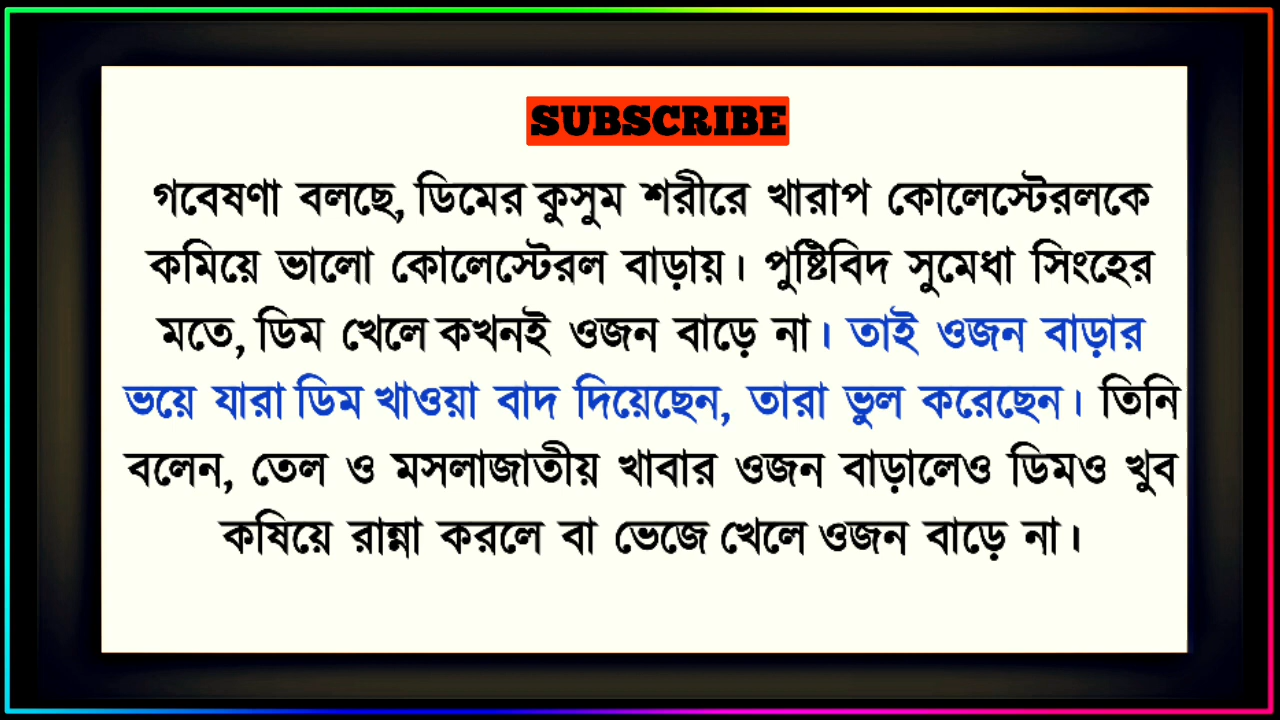 SUBSCRIBE
গবেষণা বলছে, ডিমের কুসুম শরীরে খারাপ কোলেস্টেরলকে
কমিয়ে ভালো কোলেস্টেরল বাড়ায়। পুষ্টিবিদ সুমেধা সিংহের
মতে, ডিম খেলে কখনই ওজন বাড়ে না। তাই ওজন বাড়ার
ভয়ে যারা ডিম খাওয়া বাদ দিয়েছেন, তারা ভুল করেছেন। তিনি
বলেন, তেল ও মসলাজাতীয় খাবার ওজন বাড়ালেও ডিমও খুব
কষিয়ে রান্না করলে বা ভেজে খেলে ওজন বাড়ে না।